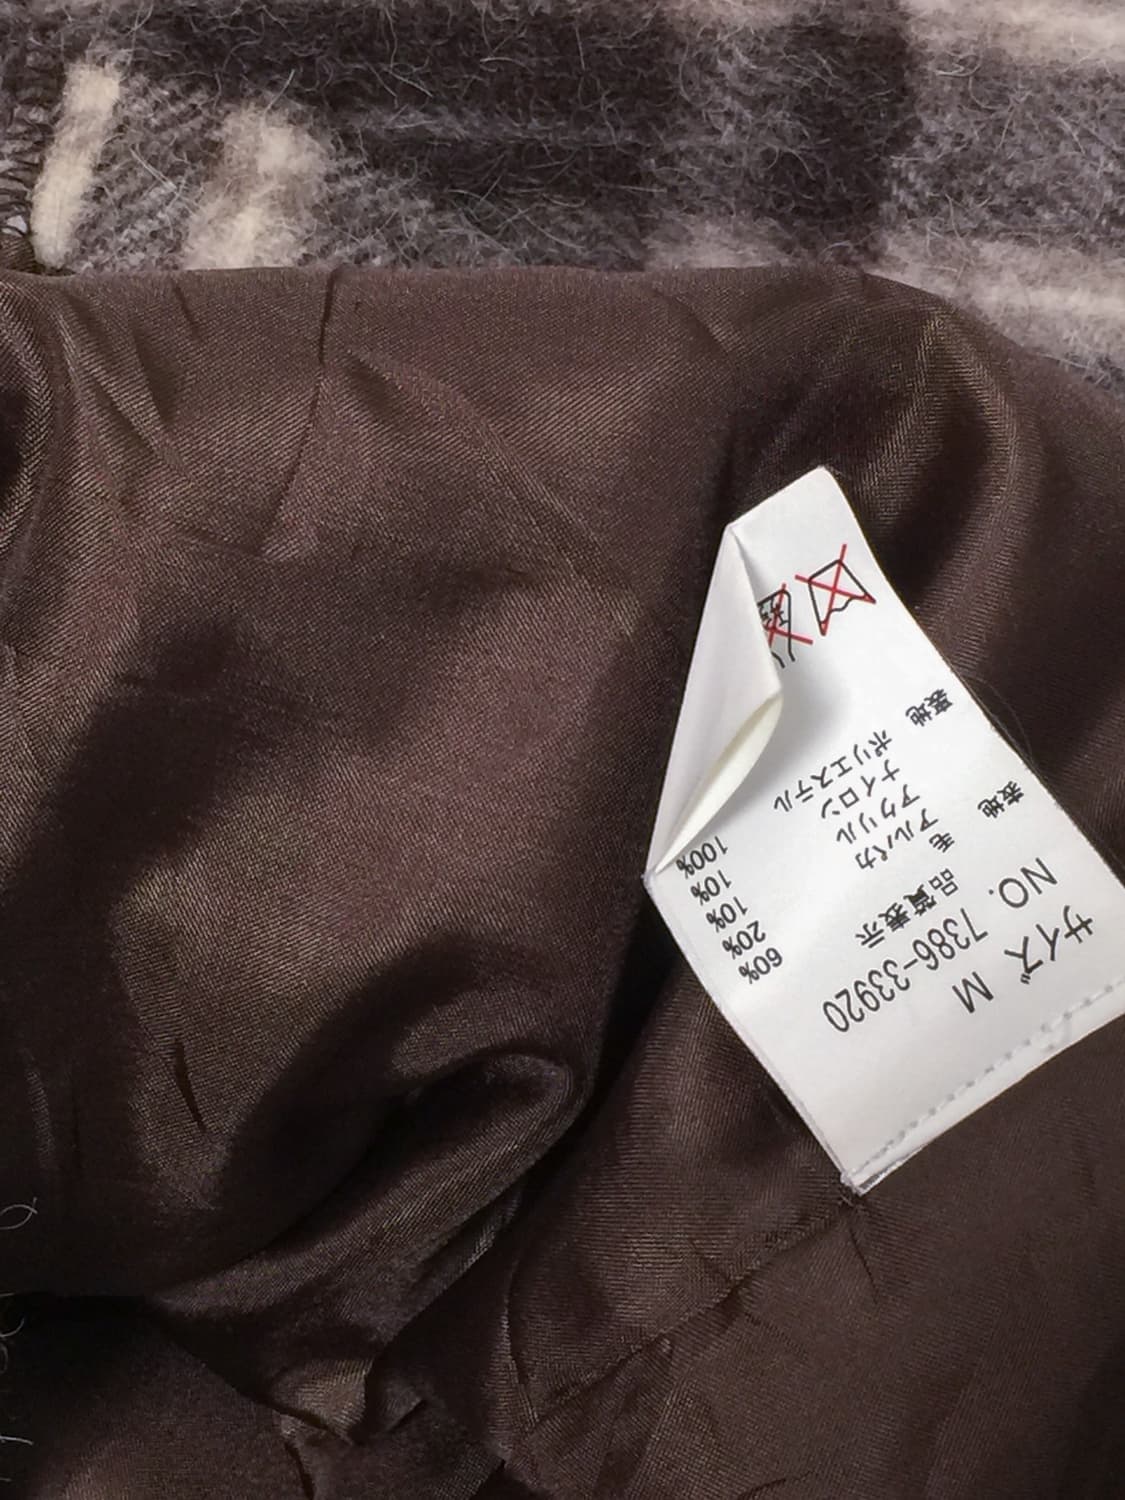 サイズ M
NO. 7386-33920
品質表示
表地 毛 60%
アルパカ 20%
アクリル 10%
ナイロン 10%
裏地 ポリエステル 100%